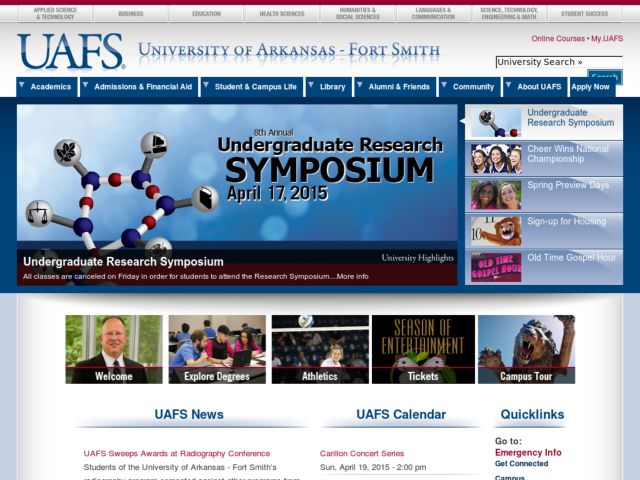 APPLIED SCIENCE & TECHNOLOGY
BUSINESS
EDUCATION
HEALTH SCIENCES
HUMANITIES & SOCIAL SCIENCES
LANGUAGES & COMMUNICATION
SCIENCE, TECHNOLOGY, ENGINEERING & MATH
STUDENT SUCCESS
UAFS
UNIVERSITY OF ARKANSAS - FORT SMITH
Online Courses • My.UAFS
University Search »
Search
Academics
Admissions & Financial Aid
Student & Campus Life
Library
Alumni & Friends
Community
About UAFS
Apply Now
8th Annual
Undergraduate Research
SYMPOSIUM
April 17, 2015
University Highlights
Undergraduate Research Symposium
All classes are canceled on Friday in order for students to attend the Research Symposium....More info
Undergraduate
Research Symposium
Cheer Wins National
Championship
Spring Preview Days
Sign-up for Housing
Old Time Gospel Hour
OLD TIME
GOSPEL HOUR
Welcome
Explore Degrees
Athletics
SEASON OF
ENTERTAINMENT
Tickets
Campus Tour
UAFS News
UAFS Calendar
Quicklinks
UAFS Sweeps Awards at Radiography Conference
Students of the University of Arkansas - Fort Smith's
radiography program competed against other programs from
Carillon Concert Series
Sun, April 19, 2015 - 2:00 pm
Go to:
Emergency Info
Get Connected
Campus